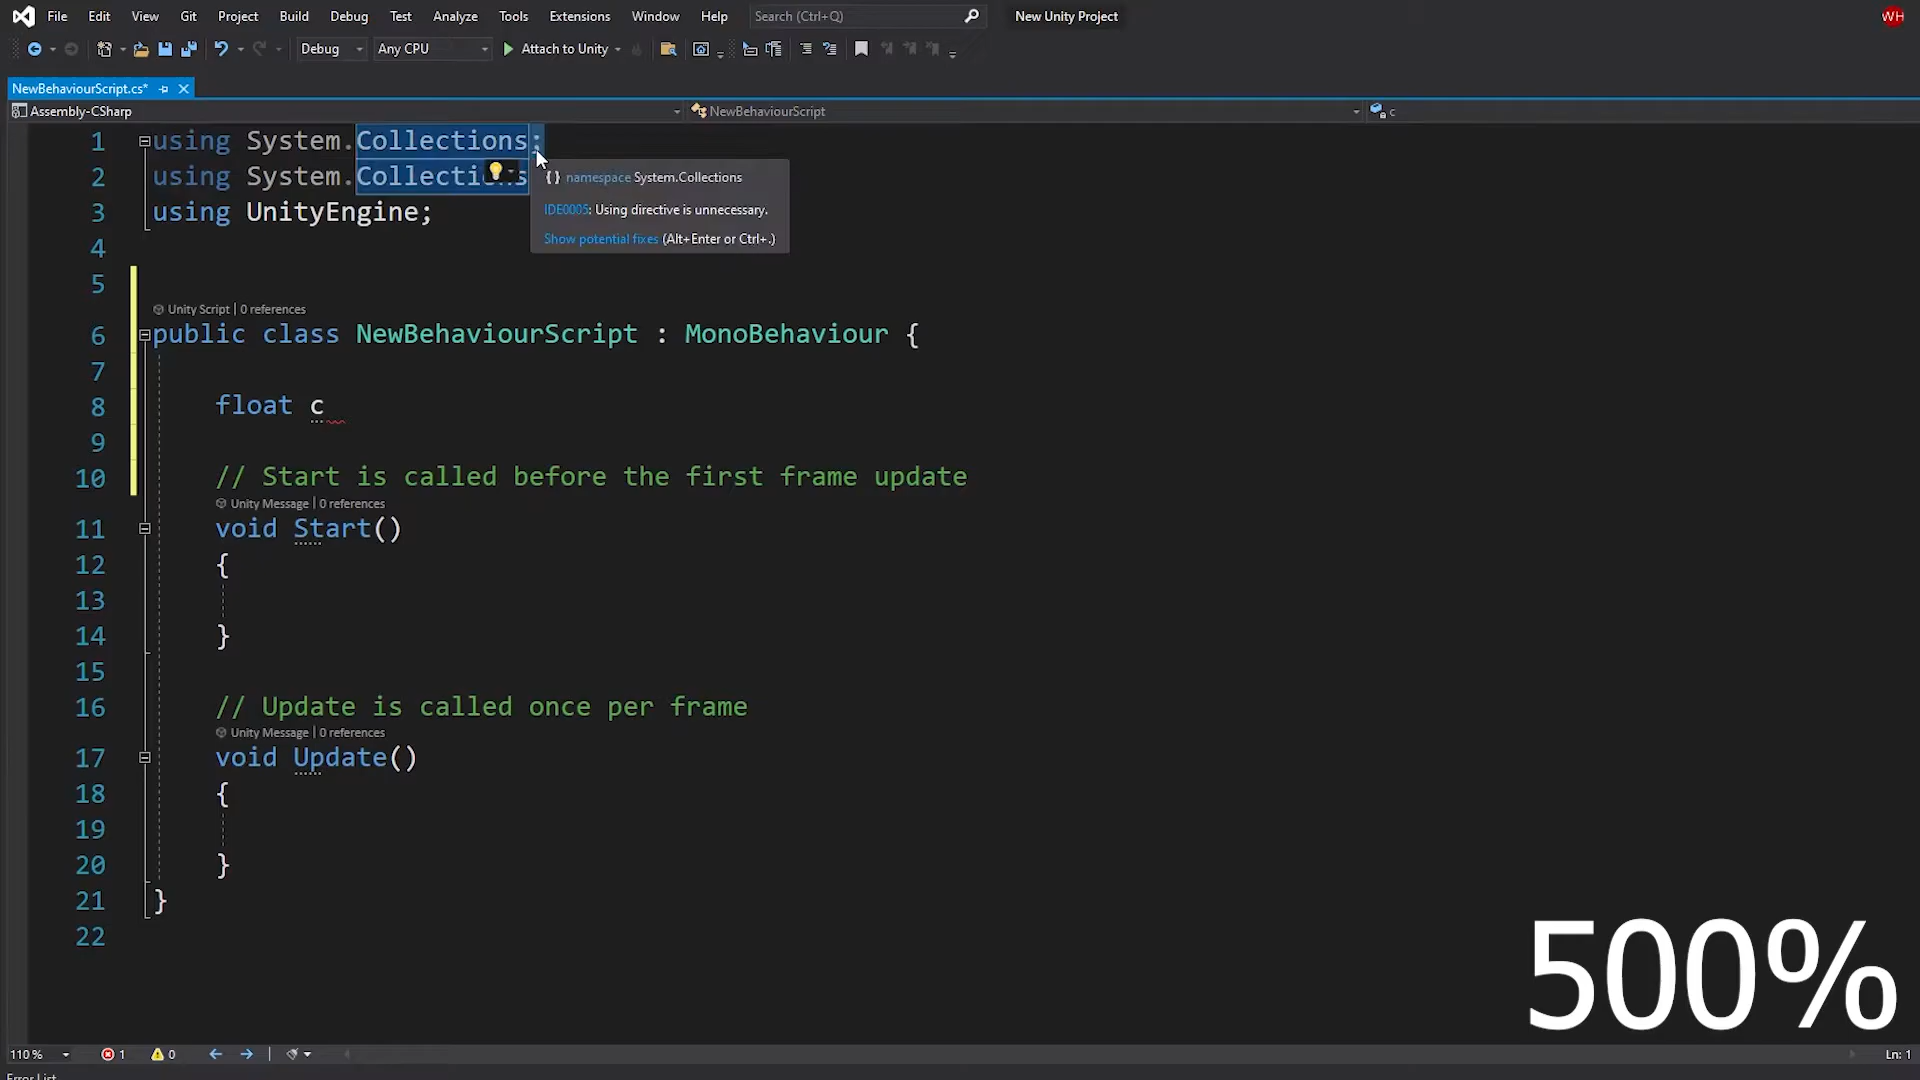 File Edit View Git Project Build Debug Test Analyze Tools Extensions Window Help Search (Ctrl+Q) New Unity Project WH
Debug Any CPU Attach to Unity
NewBehaviourScript.cs*
Assembly-CSharp NewBehaviourScript c
1 using System.Collections;
2 using System.Collections
{} namespace System.Collections
3 using UnityEngine;
IDE0005: Using directive is unnecessary.
4
Show potential fixes (Alt+Enter or Ctrl+.)
5
Unity Script | 0 references
6 public class NewBehaviourScript : MonoBehaviour {
7
8 float c
9
10 // Start is called before the first frame update
Unity Message | 0 references
11 void Start()
12 {
13
14 }
15
16 // Update is called once per frame
Unity Message | 0 references
17 void Update()
18 {
19
20 }
21 }
22
500%
110 % 1 0 Ln: 1
Error List